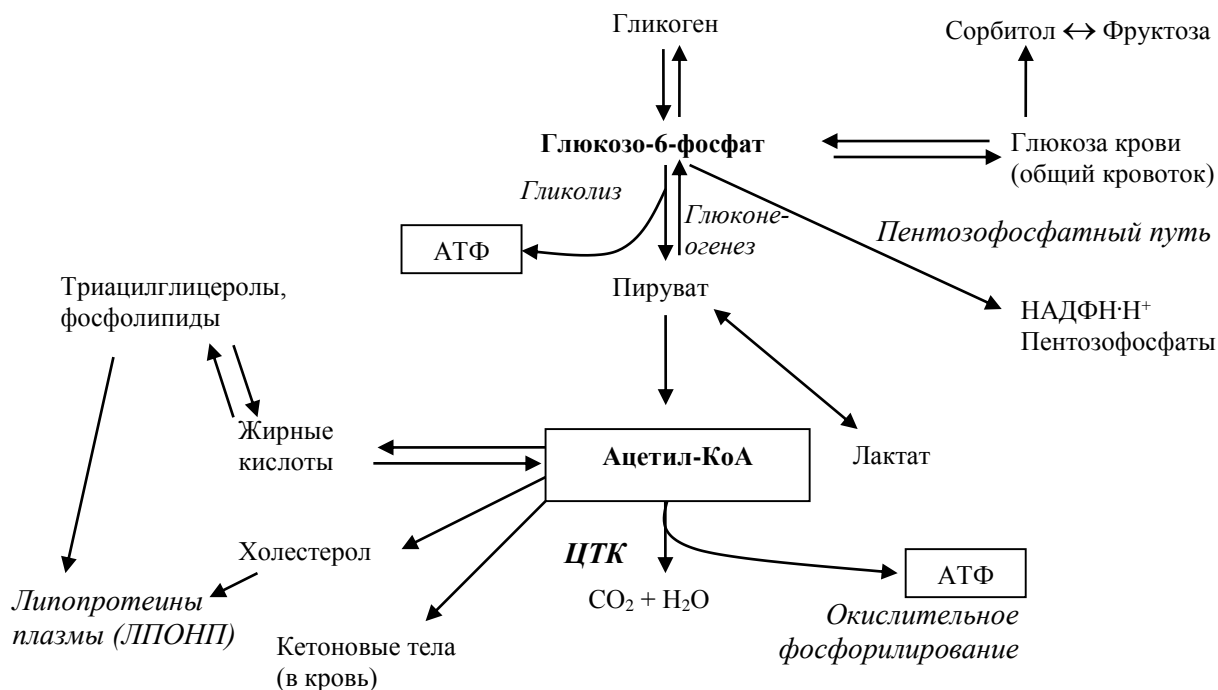 Гликоген
Сорбитол ↔ Фруктоза
Глюкозо-6-фосфат
Глюкоза крови
(общий кровоток)
Гликолиз
Глюконе-
огенез
Пентозофосфатный путь
АТФ
Пируват
Триацилглицеролы,
фосфолипиды
НАДФН·Н⁺
Пентозофосфаты
Жирные
кислоты
Ацетил-КоА
Лактат
Холестерол
ЦТК
АТФ
CO₂ + H₂O
Липопротеины
плазмы (ЛПОНП)
Окислительное
фосфорилирование
Кетоновые тела
(в кровь)